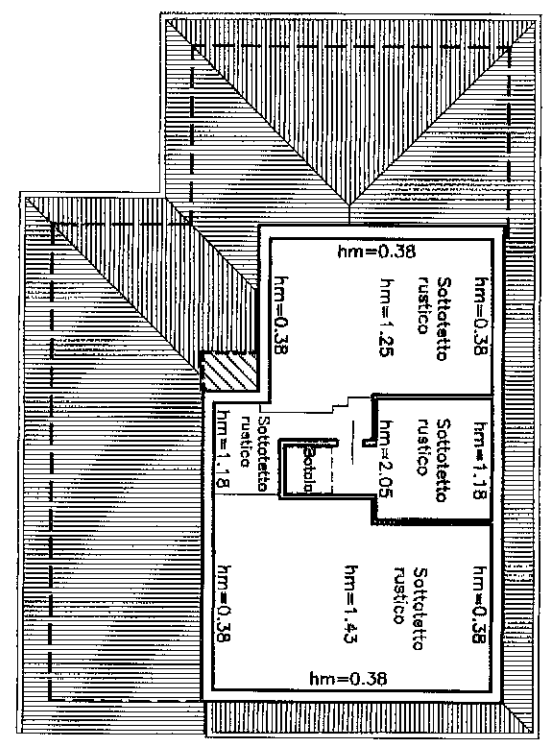 hm=0.38
hm=0.38
Sottotetto
rustico
hm=1.25
hm=0.38
hm=1.18
Sottotetto
rustico
hm=2.05
Botola
Sottotetto
rustico
hm=1.18
hm=0.38
Sottotetto
rustico
hm=1.43
hm=0.38
hm=0.38